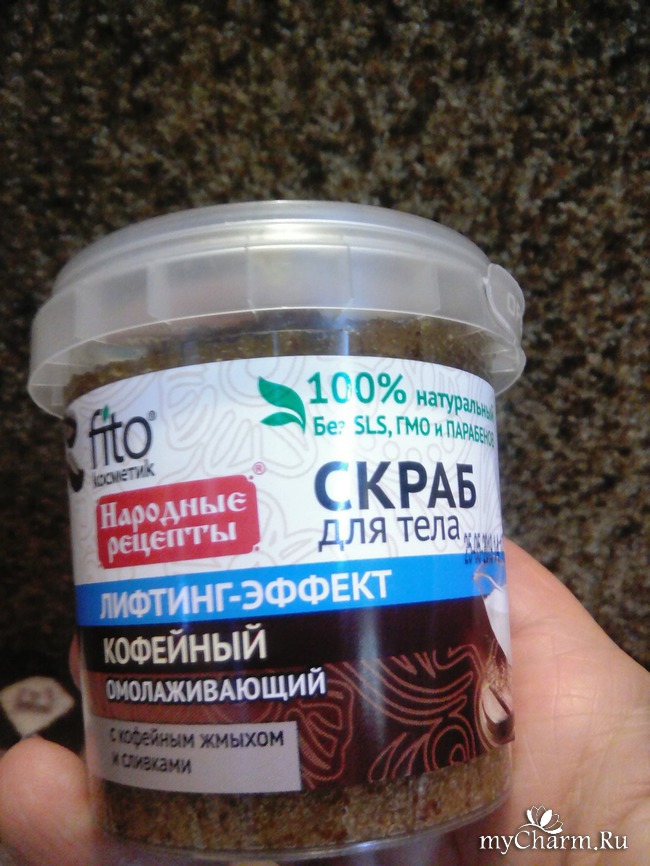 100% натуральный
Без SLS, ГМО и ПАРАБЕНОВ
fito®
косметик
Народные
рецепты®
СКРАБ
для тела
ЛИФТИНГ-ЭФФЕКТ
КОФЕЙНЫЙ
омолаживающий
с кофейным жмыхом
и сливками
myCharm.Ru